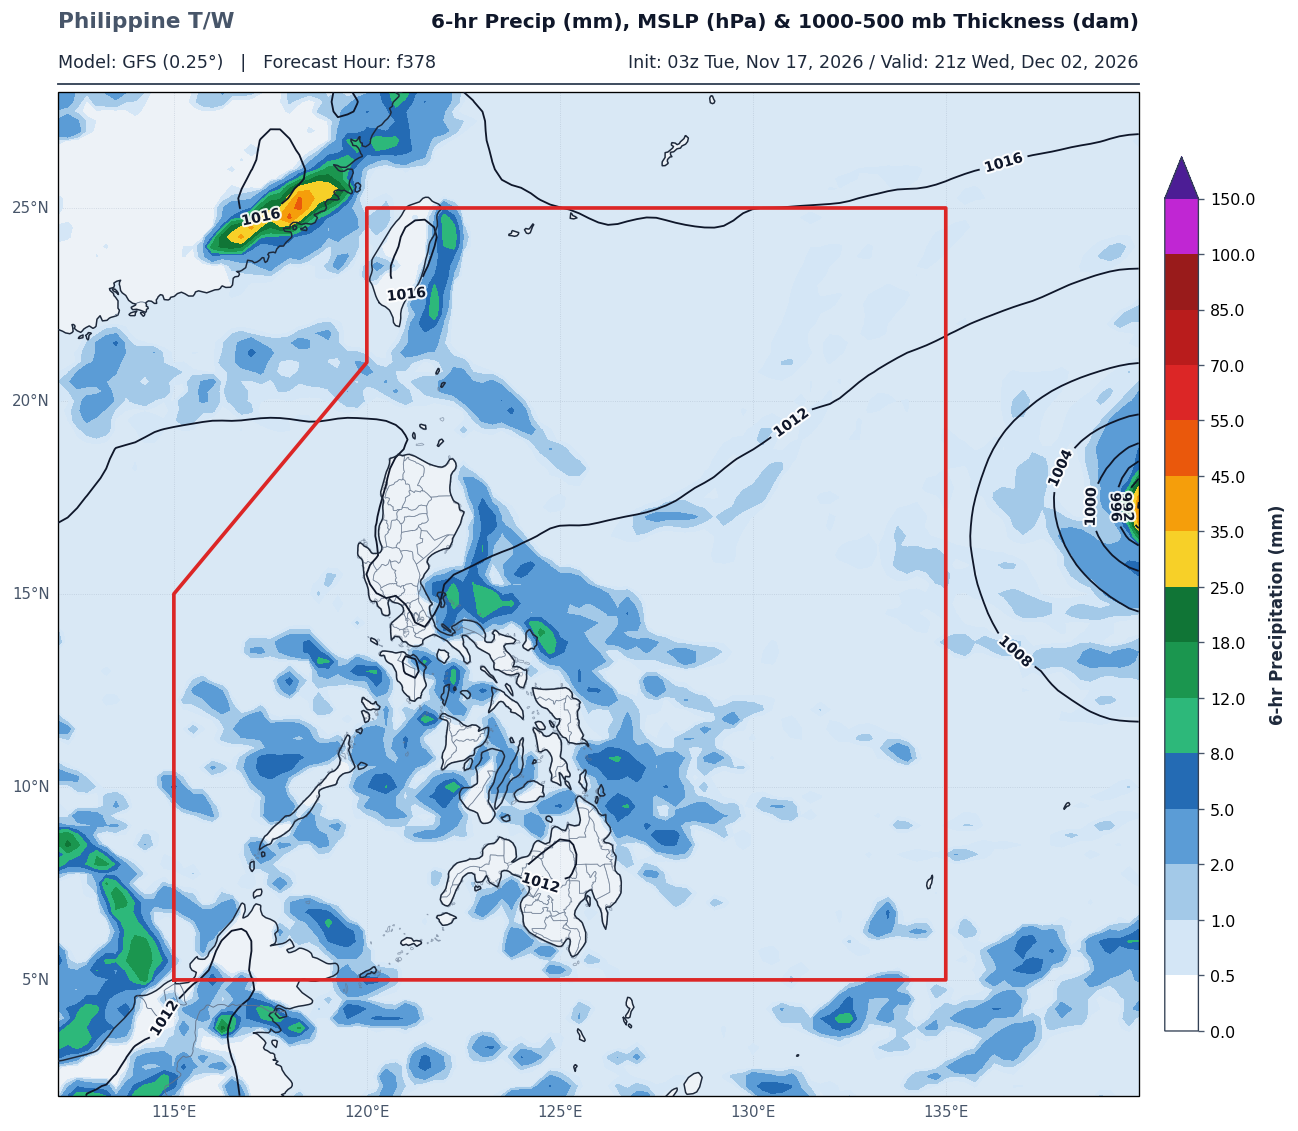 Philippine T/W
6-hr Precip (mm), MSLP (hPa) & 1000-500 mb Thickness (dam)
Model: GFS (0.25°) | Forecast Hour: f378
Init: 03z Tue, Nov 17, 2026 / Valid: 21z Wed, Dec 02, 2026
25°N
20°N
15°N
10°N
5°N
115°E
120°E
125°E
130°E
135°E
1016
1016
1016
1012
1004
1000
996
992
1008
1012
1012
150.0
100.0
85.0
70.0
55.0
45.0
35.0
25.0
18.0
12.0
8.0
5.0
2.0
1.0
0.5
0.0
6-hr Precipitation (mm)